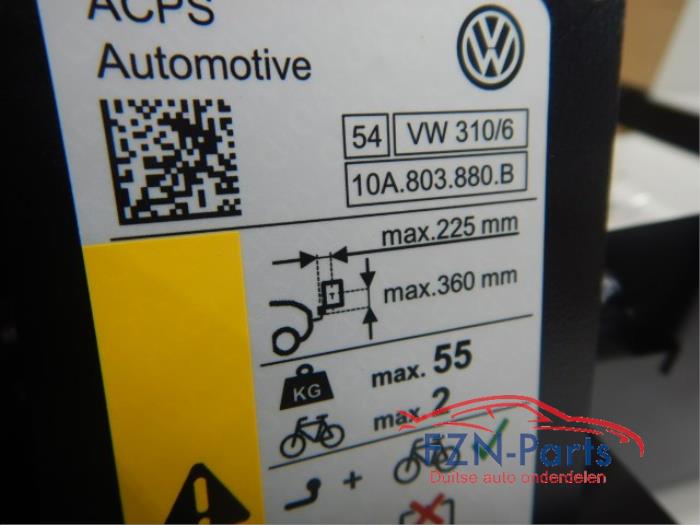 ACPS
Automotive
54 VW 310/6
10A.803.880.B
max.225 mm
T
max.360 mm
KG max. 55
max. 2
FZN-Parts
Duitse auto onderdelen